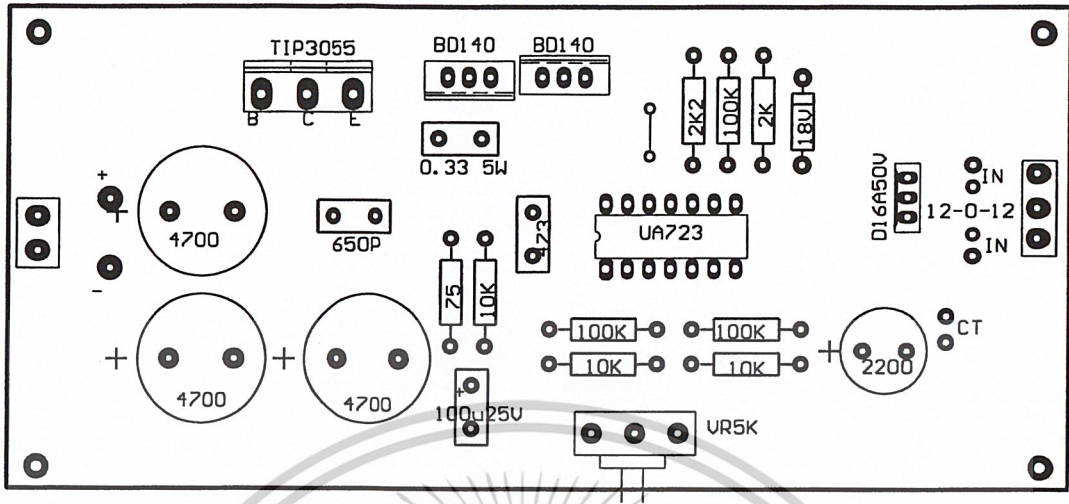 TIP3055
BD140
BD140
B C E
0.33 5W
2K2
100K
2K
18V
+
+
4700
-
650P
473
UA723
D16A50V
IN
12-0-12
IN
75
10K
100K
100K
10K
10K
+
4700
+
4700
+
100u25V
+
2200
CT
VR5K